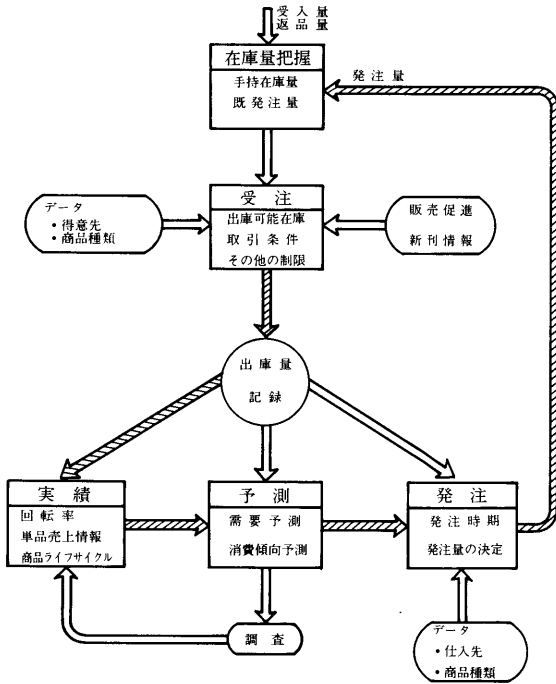 受入量
返品量
在庫量把握
手持在庫量
既発注量
発注量
受注
出庫可能在庫
取引条件
その他の制限
データ
・得意先
・商品種類
販売促進
新刊情報
出庫量
記録
実績
回転率
単品売上情報
商品ライフサイクル
予測
需要予測
消費傾向予測
発注
発注時期
発注量の決定
調査
データ
・仕入先
・商品種類